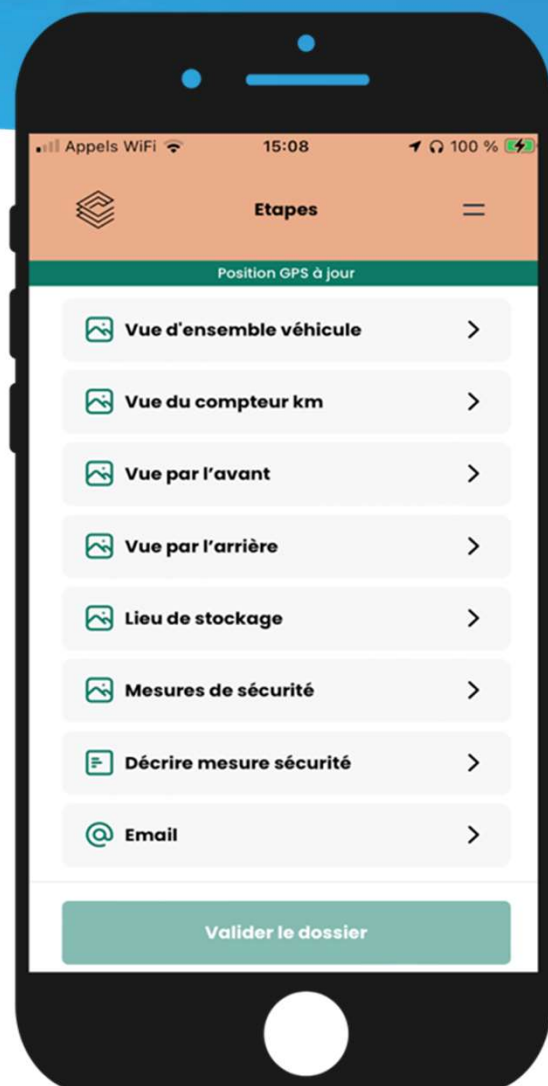 Appels WiFi 15:08 100 %
Etapes
Position GPS à jour
Vue d'ensemble véhicule
Vue du compteur km
Vue par l’avant
Vue par l’arrière
Lieu de stockage
Mesures de sécurité
Décrire mesure sécurité
Email
Valider le dossier